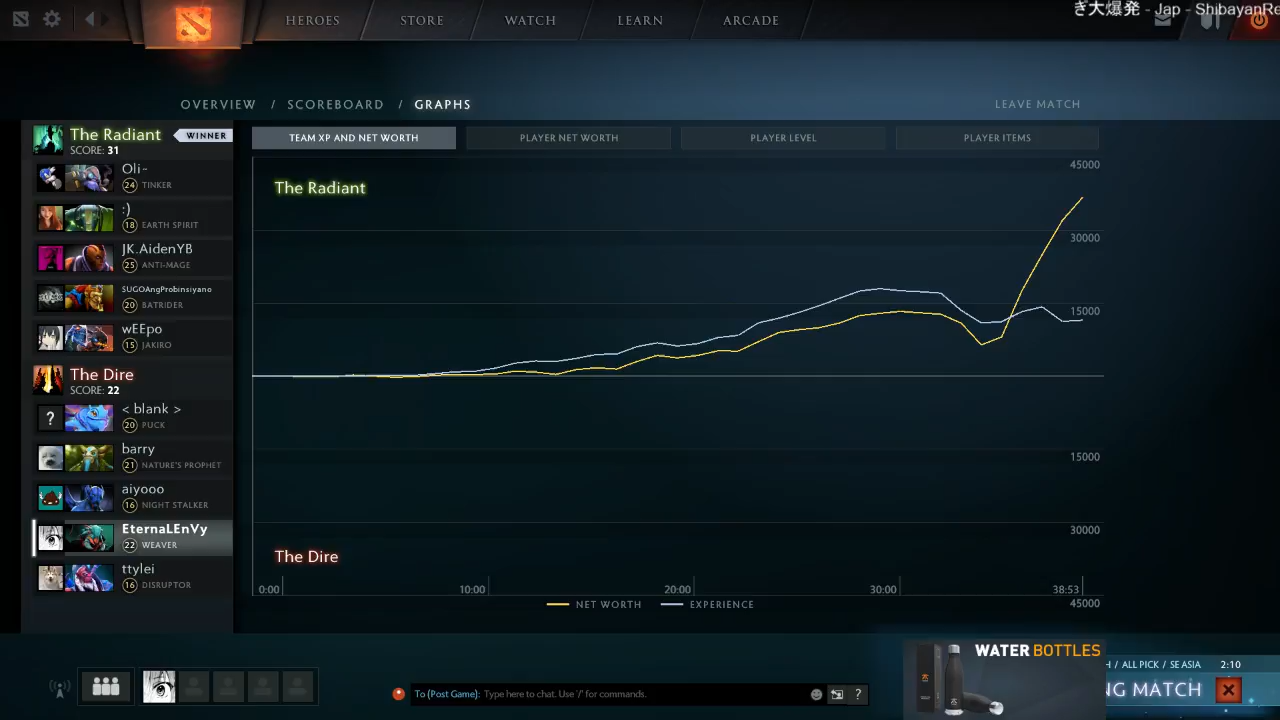 HEROES STORE WATCH LEARN ARCADE
ぎ大爆発 - Jap - ShibayanRe
OVERVIEW / SCOREBOARD / GRAPHS
LEAVE MATCH
The Radiant WINNER
SCORE: 31
TEAM XP AND NET WORTH PLAYER NET WORTH PLAYER LEVEL PLAYER ITEMS
Oli~
24 TINKER
:)
18 EARTH SPIRIT
JK.AidenYB
25 ANTI-MAGE
SUGOAngProbinsiyano
20 BATRIDER
wEEpo
15 JAKIRO
The Dire
SCORE: 22
?
< blank >
20 PUCK
barry
21 NATURE'S PROPHET
aiyooo
16 NIGHT STALKER
EternaLEnVy
22 WEAVER
ttylei
16 DISRUPTOR
The Radiant
45000
30000
15000
15000
30000
The Dire
0:00 10:00 20:00 30:00 38:53
45000
NET WORTH EXPERIENCE
WATER BOTTLES
H / ALL PICK / SE ASIA 2:10
NG MATCH
To (Post Game): Type here to chat. Use '/' for commands.
?